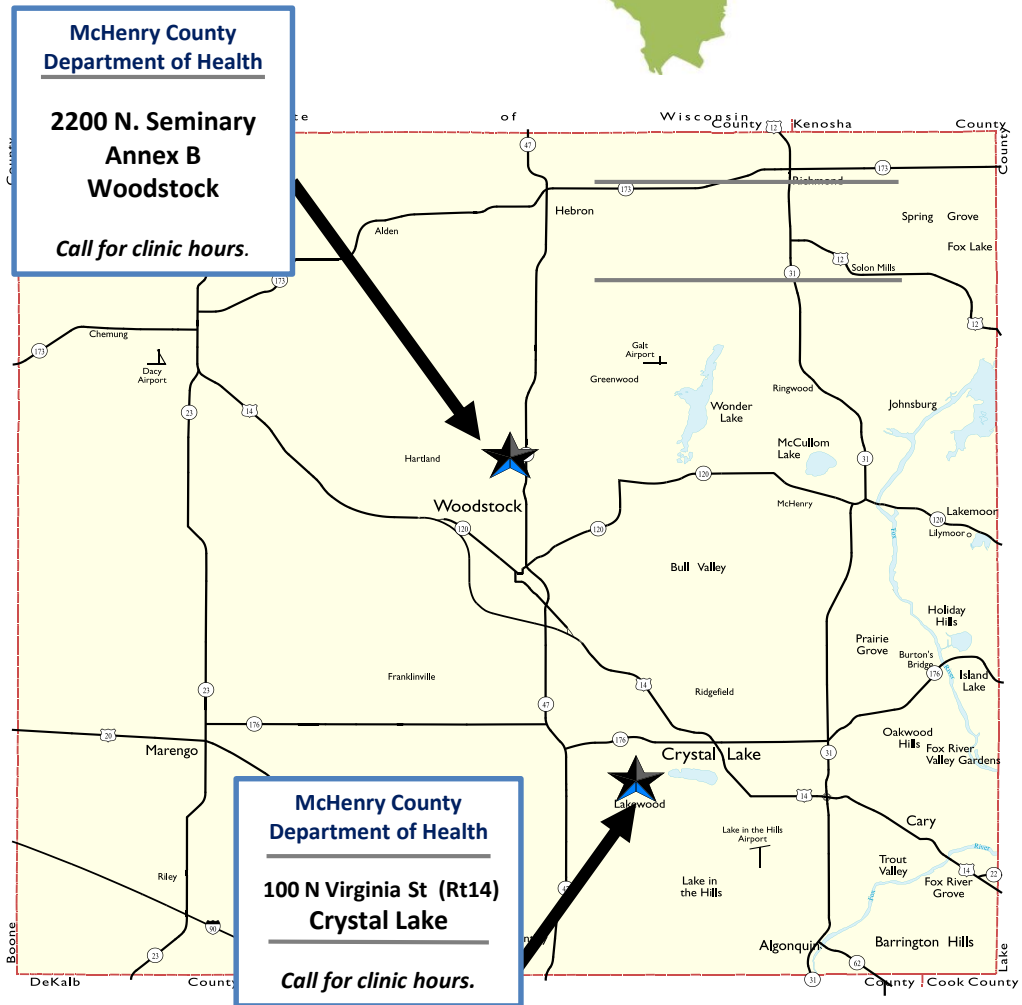 McHenry County
Department of Health
2200 N. Seminary
Annex B
Woodstock
Call for clinic hours.
of Wisconsin
County
12
Kenosha County
County
47
173
173
Richmond
Hebron
Alden
Spring Grove
Fox Lake
12
Solon Mills
31
173
12
Chemung
173
Dacy
Airport
Galt
Airport
Greenwood
Ringwood
Wonder
Lake
Johnsburg
23
14
McCullom
Lake
Hartland
31
120
Woodstock
McHenry
120
120
120
Lakemoor
Lilymoor
Fox
Bull Valley
Holiday
Hills
Prairie
Grove
Burton's
Bridge
176
River
Island
Lake
Franklinville
14
Ridgefield
23
47
176
20
Marengo
176
Crystal Lake
31
Oakwood
Hills
Fox River
Valley Gardens
Lakewood
14
Cary
McHenry County
Department of Health
100 N Virginia St (Rt14)
Crystal Lake
Call for clinic hours.
Lake in the Hills
Airport
River
Trout
Valley
14
22
Fox River
Grove
Lake in
the Hills
Fox
Riley
90
23
Algonquin
Barrington Hills
62
31
Boone
Lake
DeKalb
County
County
Cook County